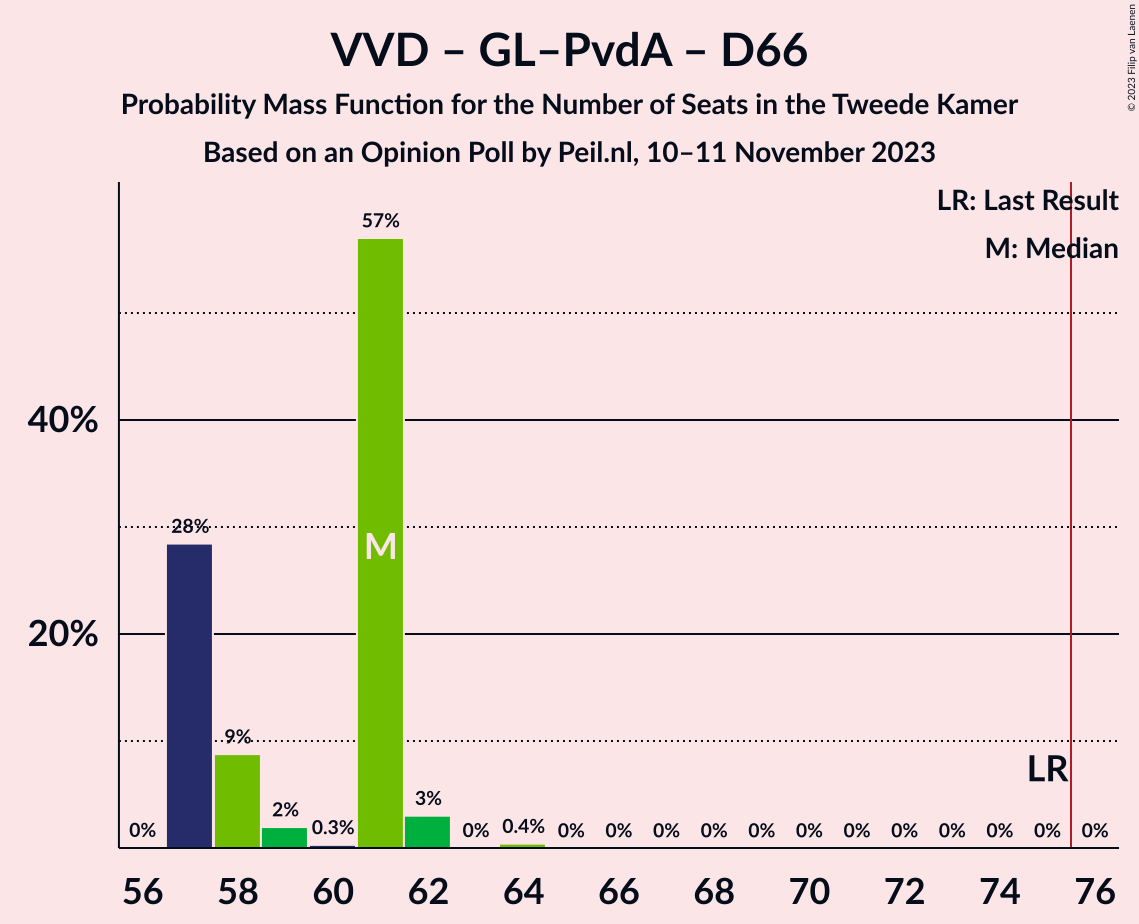 VVD – GL–PvdA – D66
Probability Mass Function for the Number of Seats in the Tweede Kamer
Based on an Opinion Poll by Peil.nl, 10–11 November 2023
© 2023 Filip van Laenen
LR: Last Result
M: Median
57%
40%
28%
M
20%
9%
LR
0% 2% 0.3% 3% 0% 0.4% 0% 0% 0% 0% 0% 0% 0% 0% 0% 0% 0% 0%
56 58 60 62 64 66 68 70 72 74 76